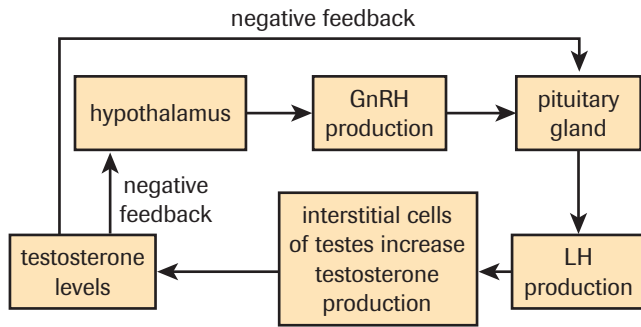 negative feedback
hypothalamus
GnRH
production
pituitary
gland
negative
feedback
interstitial cells
of testes increase
testosterone
production
testosterone
levels
LH
production